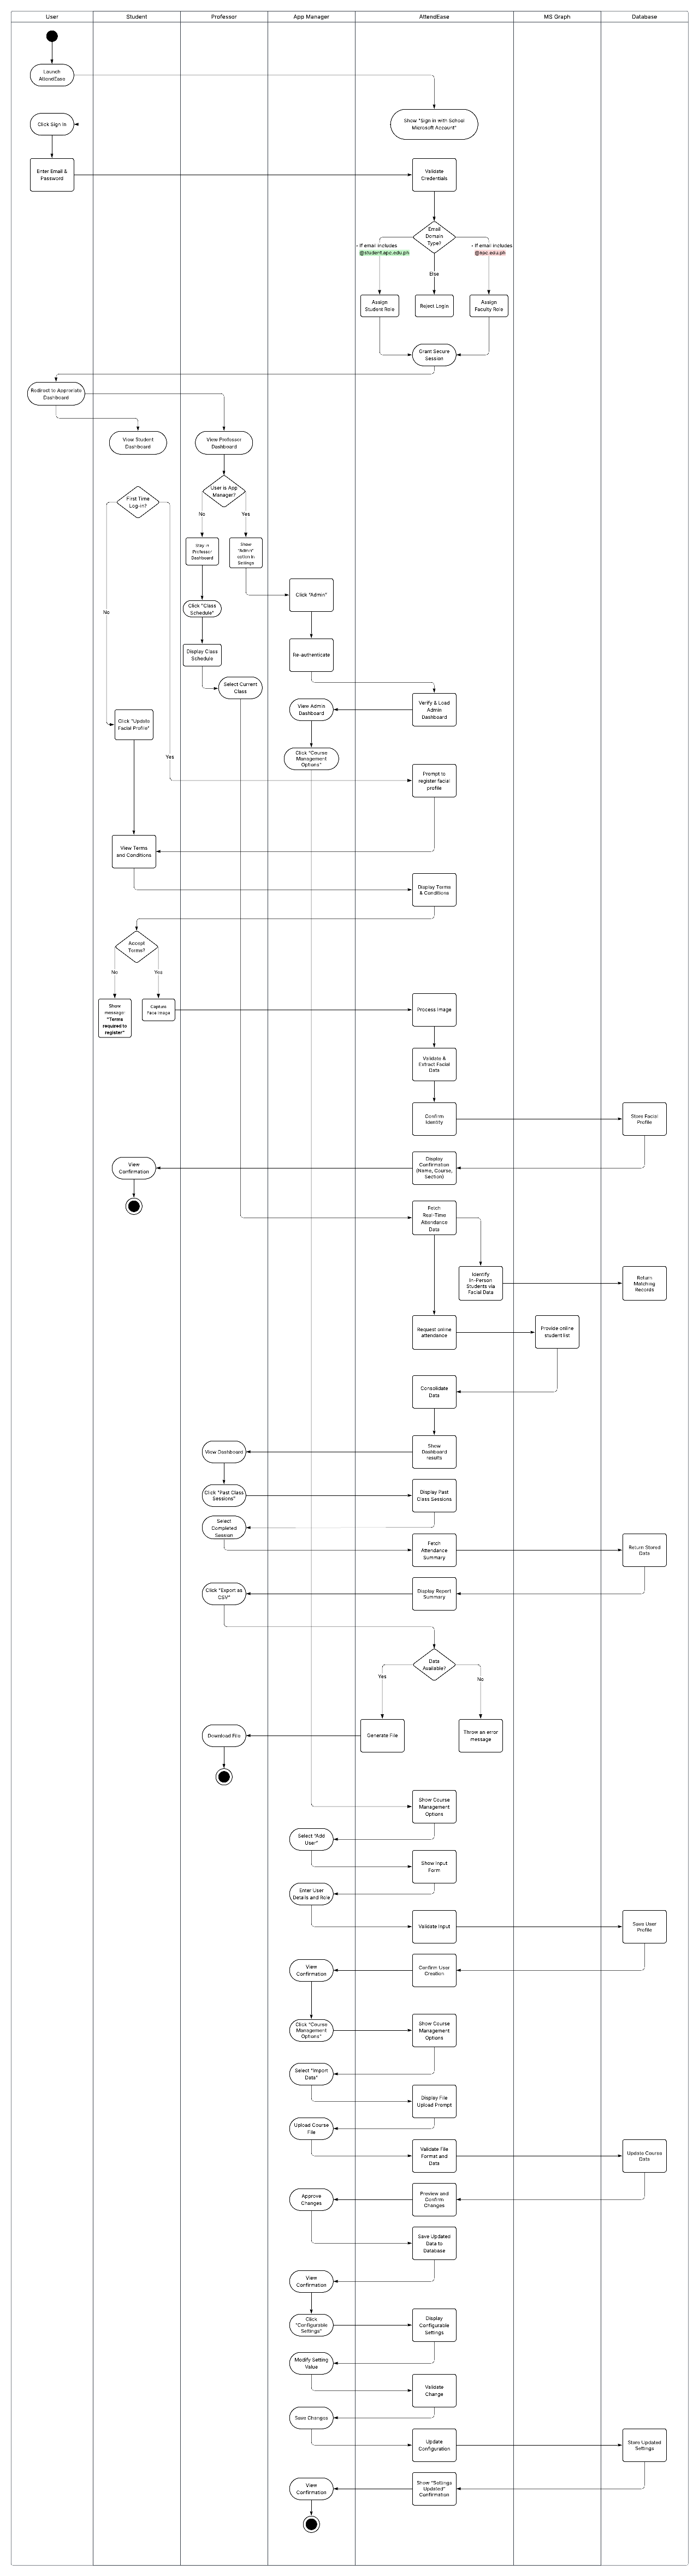 User
Student
Professor
App Manager
AttendEase
MS Graph
Database
Launch
AttendEase
Show "Sign in with School
Microsoft Account"
Click Sign In
Enter Email &
Password
Validate
Credentials
Email
Domain
Type?
- If email includes
@student.apc.edu.ph
- If email includes
@apc.edu.ph
Else
Assign
Student Role
Reject Login
Assign
Faculty Role
Grant Secure
Session
Redirect to Appropriate
Dashboard
View Student
Dashboard
View Professor
Dashboard
User is App
Manager?
First Time
Log-in?
No
Yes
Stay in
Professor
Dashboard
Show
"Admin"
option in
Settings
Click "Admin"
Click "Class
Schedule"
No
Re-authenticate
Display Class
Schedule
Select Current
Class
Verify & Load
Admin
Dashboard
View Admin
Dashboard
Click "Update
Facial Profile"
Click "Course
Management
Options"
Yes
Prompt to
register facial
profile
View Terms
and Conditions
Display Terms
& Conditions
Accept
Terms?
No
Yes
Show
message:
"Terms
required to
register"
Capture
Face Image
Process Image
Validate &
Extract Facial
Data
Confirm
Identity
Store Facial
Profile
View
Confirmation
Display
Confirmation
(Name, Course,
Section)
Fetch
Real-Time
Attendance
Data
Identify
In-Person
Students via
Facial Data
Return
Matching
Records
Request online
attendance
Provide online
student list
Consolidate
Data
View Dashboard
Show
Dashboard
results
Click "Past Class
Sessions"
Display Past
Class Sessions
Select
Completed
Session
Fetch
Attendance
Summary
Return Stored
Data
Click "Export as
CSV"
Display Report
Summary
Data
Available?
Yes
No
Download File
Generate File
Throw an error
message
Show Course
Management
Options
Select "Add
User"
Show Input
Form
Enter User
Details and Role
Validate Input
Save User
Profile
View
Confirmation
Confirm User
Creation
Click "Course
Management
Options"
Show Course
Management
Options
Select "Import
Data"
Display File
Upload Prompt
Upload Course
File
Validate File
Format and
Data
Update Course
Data
Approve
Changes
Preview and
Confirm
Changes
Save Updated
Data to
Database
View
Confirmation
Click
"Configurable
Settings"
Display
Configurable
Settings
Modify Setting
Value
Validate
Change
Save Changes
Update
Configuration
Store Updated
Settings
View
Confirmation
Show "Settings
Updated"
Confirmation